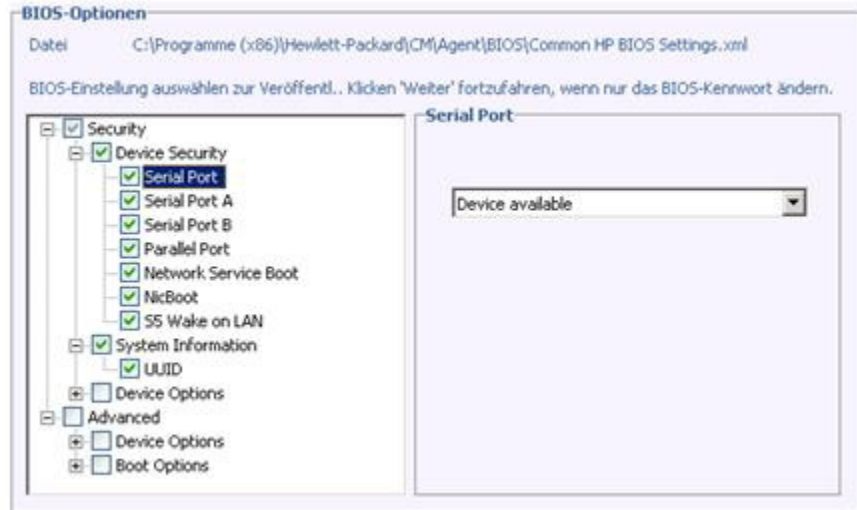 BIOS-Optionen
Datei C:\Programme (x86)\Hewlett-Packard\CM\Agent\BIOS\Common HP BIOS Settings.xml
BIOS-Einstellung auswählen zur Veröffentl.. Klicken 'Weiter' fortzufahren, wenn nur das BIOS-Kennwort ändern.
Security
Device Security
Serial Port
Serial Port A
Serial Port B
Parallel Port
Network Service Boot
NicBoot
S5 Wake on LAN
System Information
UUID
Device Options
Advanced
Device Options
Boot Options
Serial Port
Device available